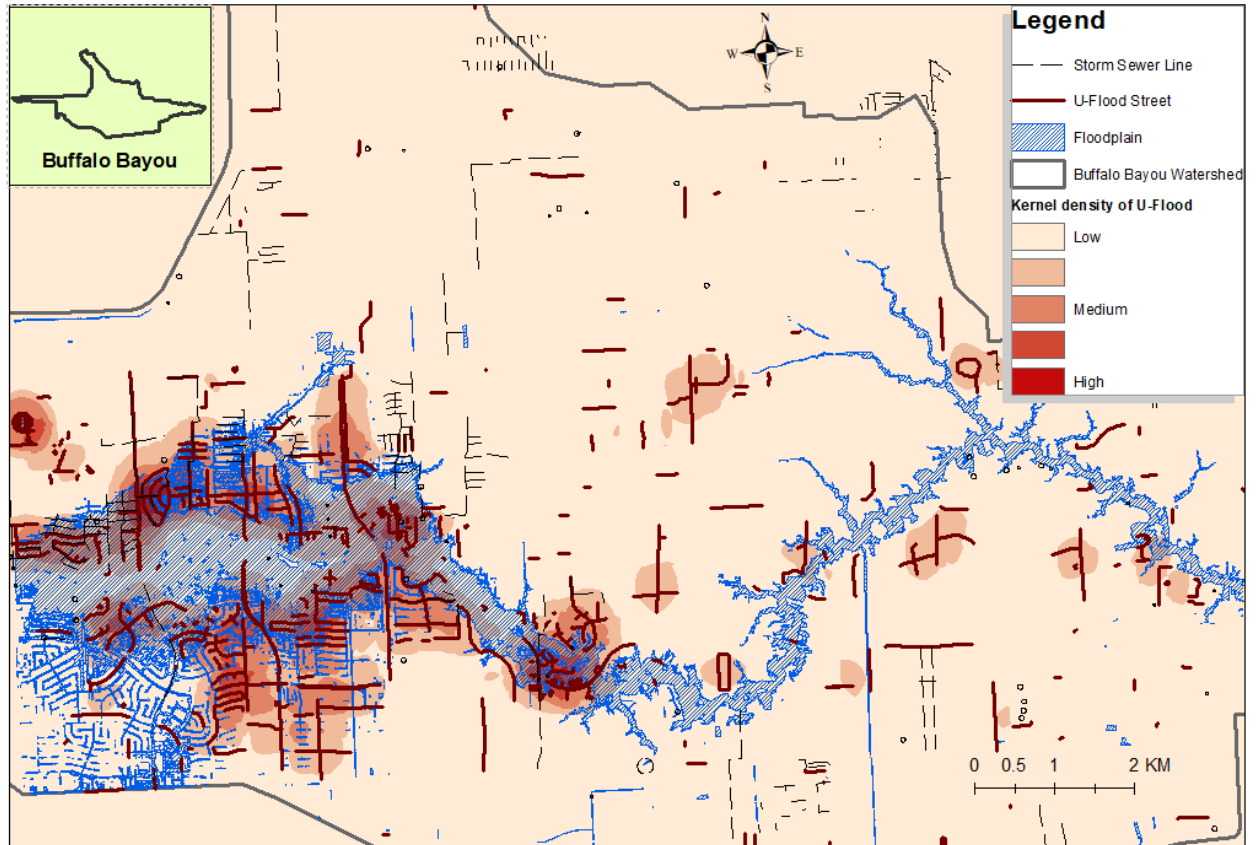 Buffalo Bayou
N
W
E
S
Legend
Storm Sewer Line
U-Flood Street
Floodplain
Buffalo Bayou Watershed
Kernel density of U-Flood
Low
Medium
High
0 0.5 1 2 KM